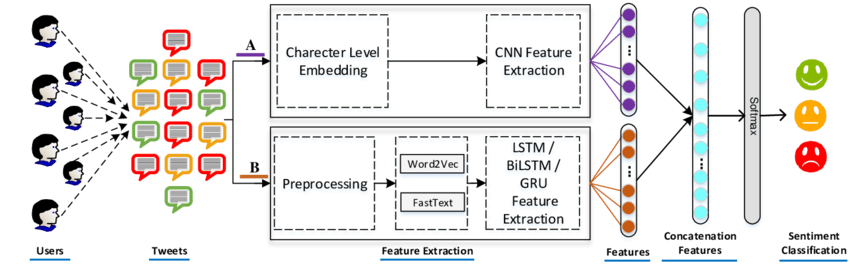 A
Charecter Level
Embedding
CNN Feature
Extraction
B
Preprocessing
Word2Vec
FastText
LSTM /
BiLSTM /
GRU
Feature
Extraction
Softmax
Users
Tweets
Feature Extraction
Features
Concatenation
Features
Sentiment
Classification